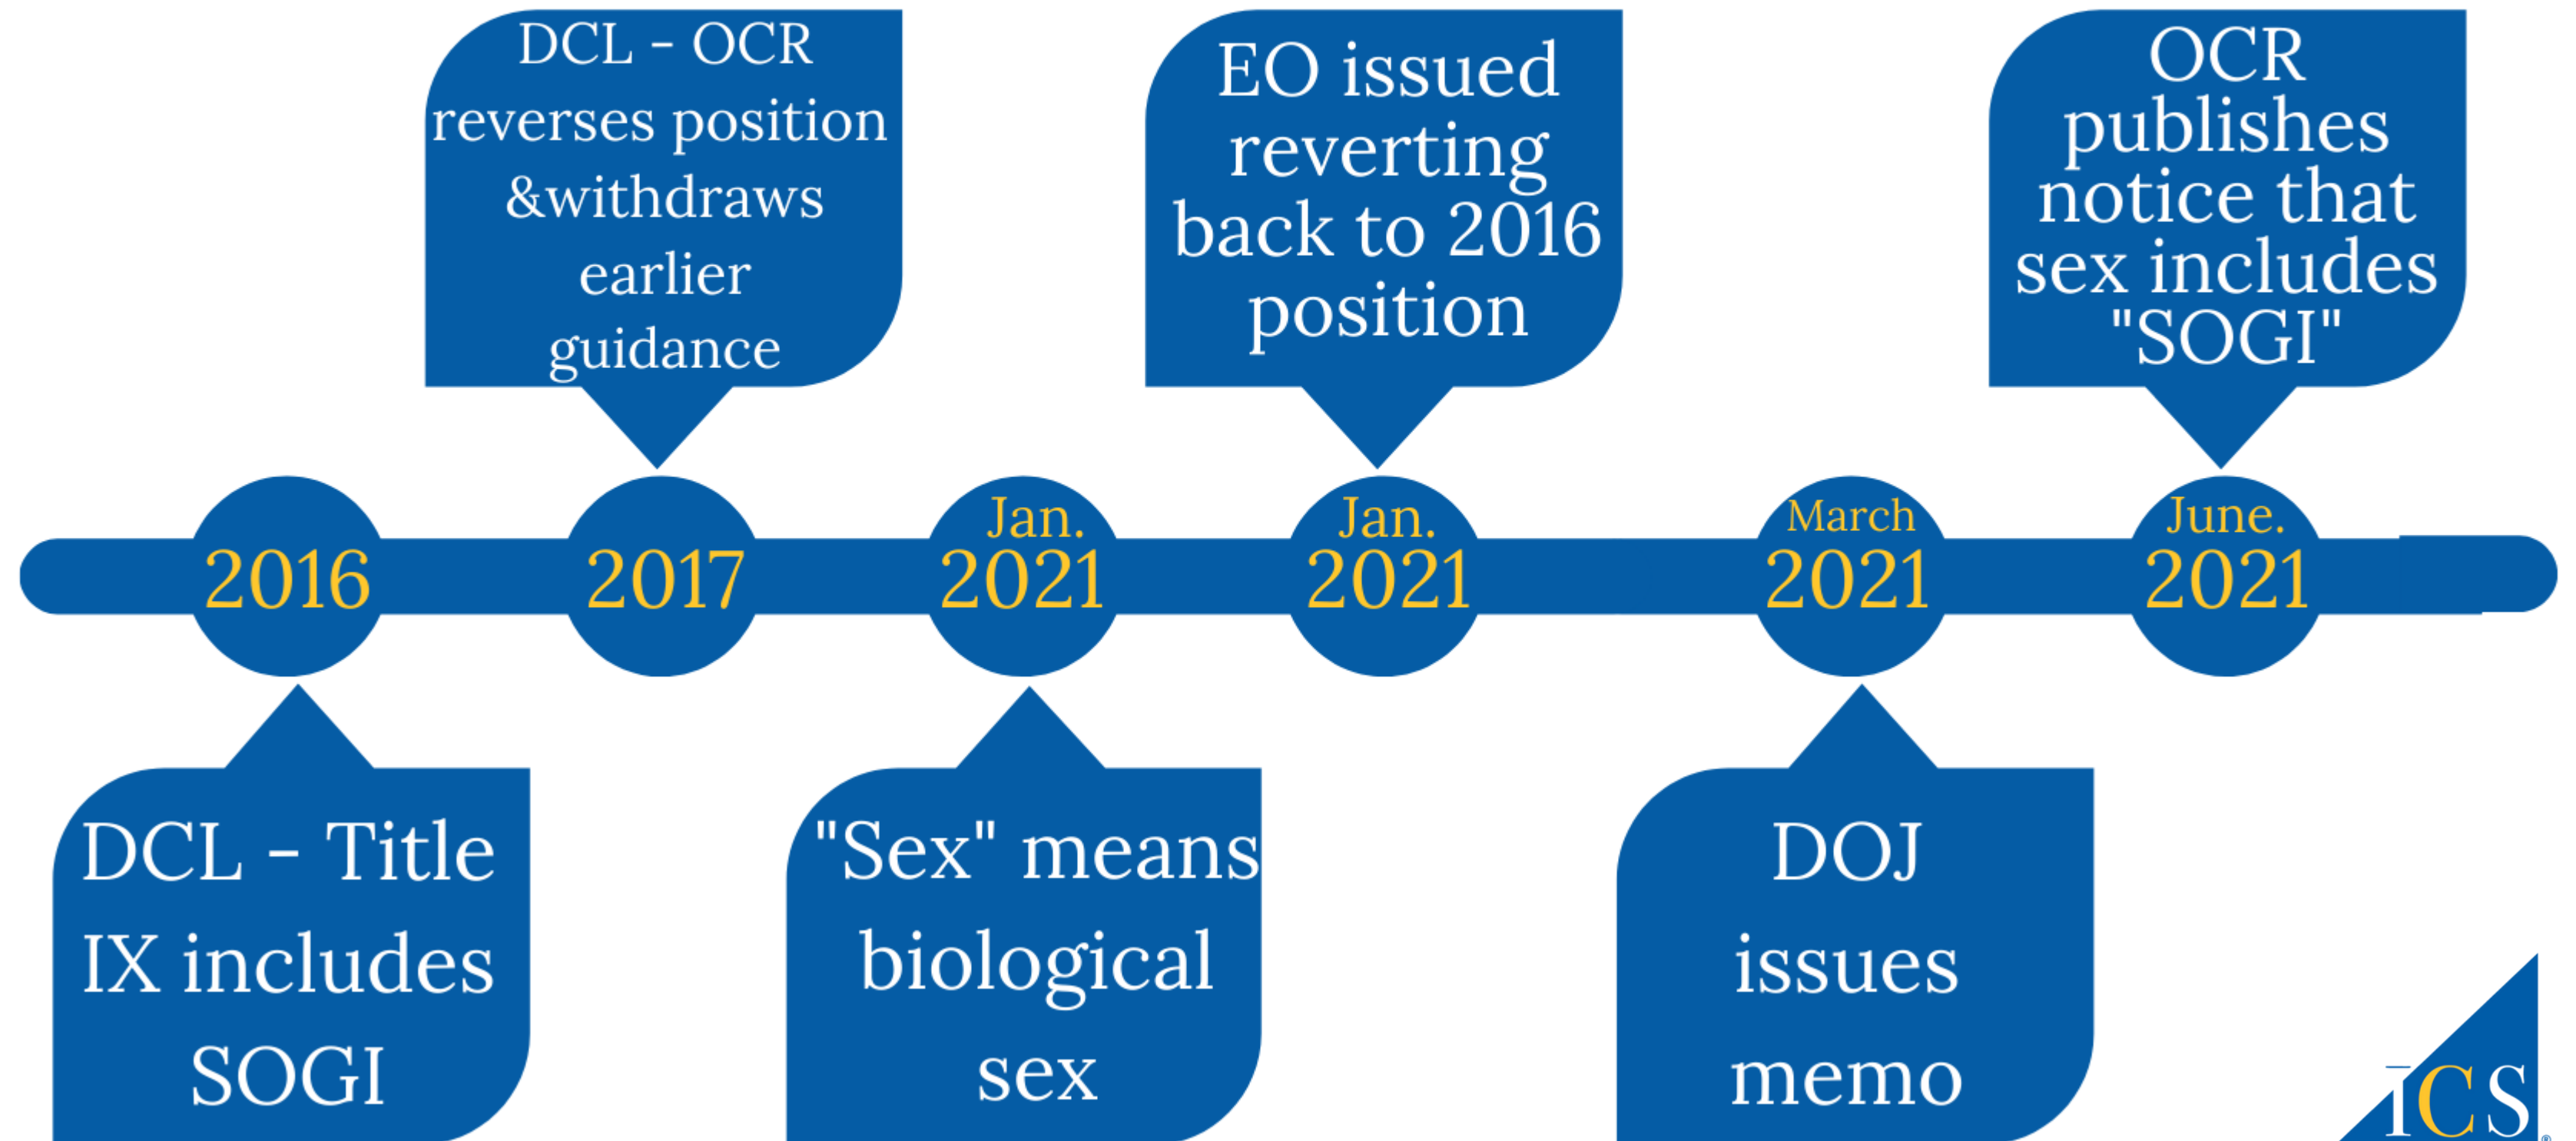 DCL - OCR
reverses position
&withdraws
earlier
guidance
EO issued
reverting
back to 2016
position
OCR
publishes
notice that
sex includes
"SOGI"
2016
2017
Jan.
2021
Jan.
2021
March
2021
June.
2021
DCL - Title
IX includes
SOGI
"Sex" means
biological
sex
DOJ
issues
memo
ICS®